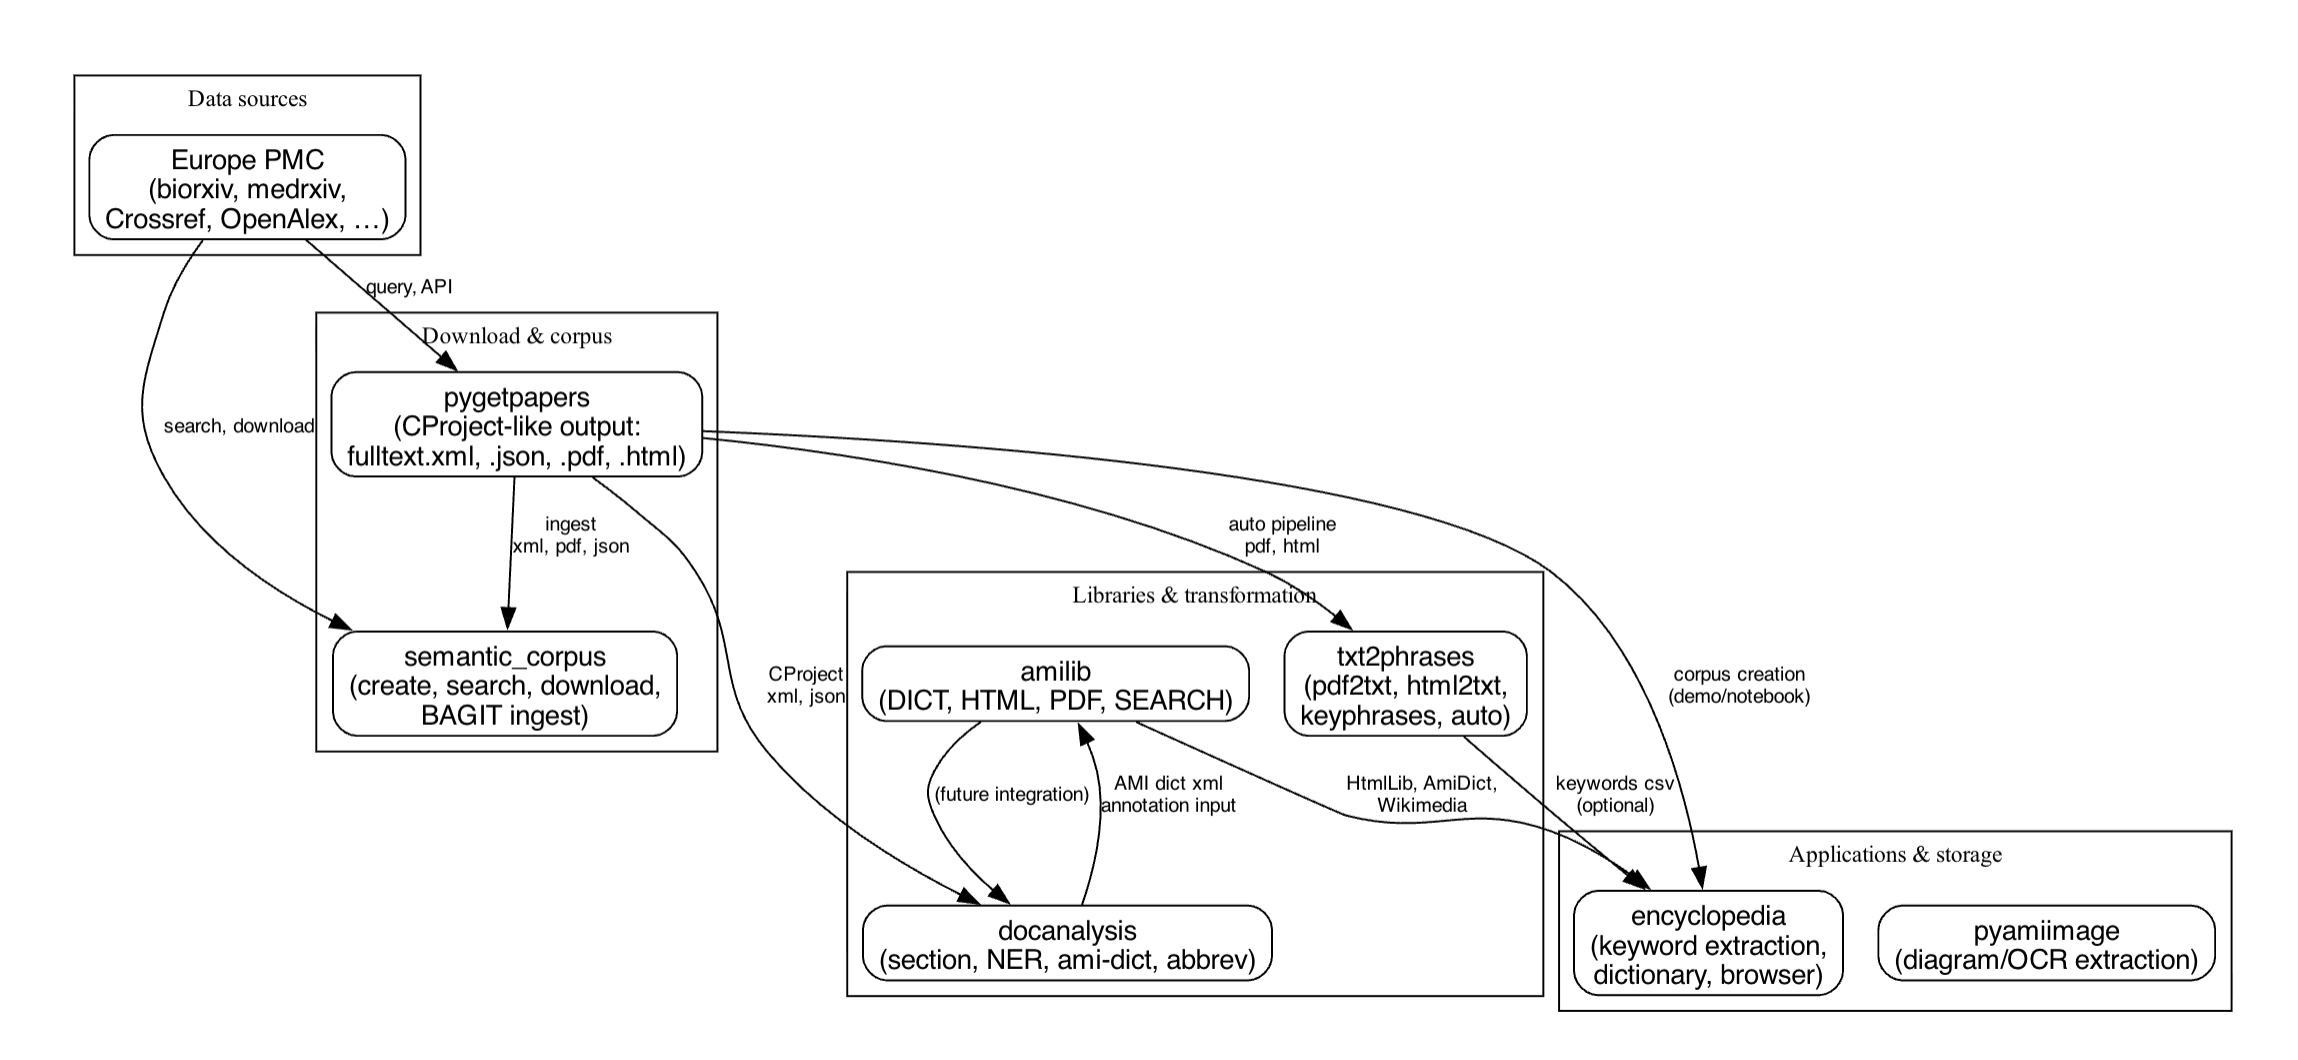 Data sources
Europe PMC
(biorxiv, medrxiv,
Crossref, OpenAlex, …)
query, API
Download & corpus
pygetpapers
(CProject-like output:
fulltext.xml, .json, .pdf, .html)
search, download
ingest
xml, pdf, json
semantic_corpus
(create, search, download,
BAGIT ingest)
CProject
xml, json
auto pipeline
pdf, html
Libraries & transformation
amilib
(DICT, HTML, PDF, SEARCH)
txt2phrases
(pdf2txt, html2txt,
keyphrases, auto)
corpus creation
(demo/notebook)
(future integration)
AMI dict xml
annotation input
HtmlLib, AmiDict,
Wikimedia
keywords csv
(optional)
docanalysis
(section, NER, ami-dict, abbrev)
Applications & storage
encyclopedia
(keyword extraction,
dictionary, browser)
pyamiimage
(diagram/OCR extraction)